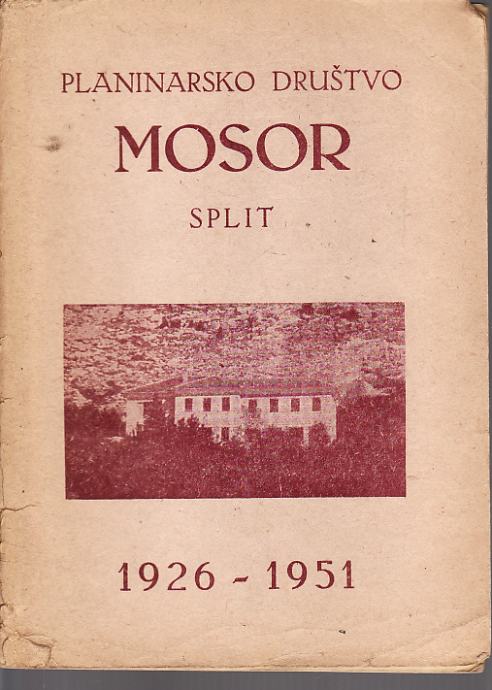 PLANINARSKO DRUŠTVO
MOSOR
SPLIT
1926 - 1951